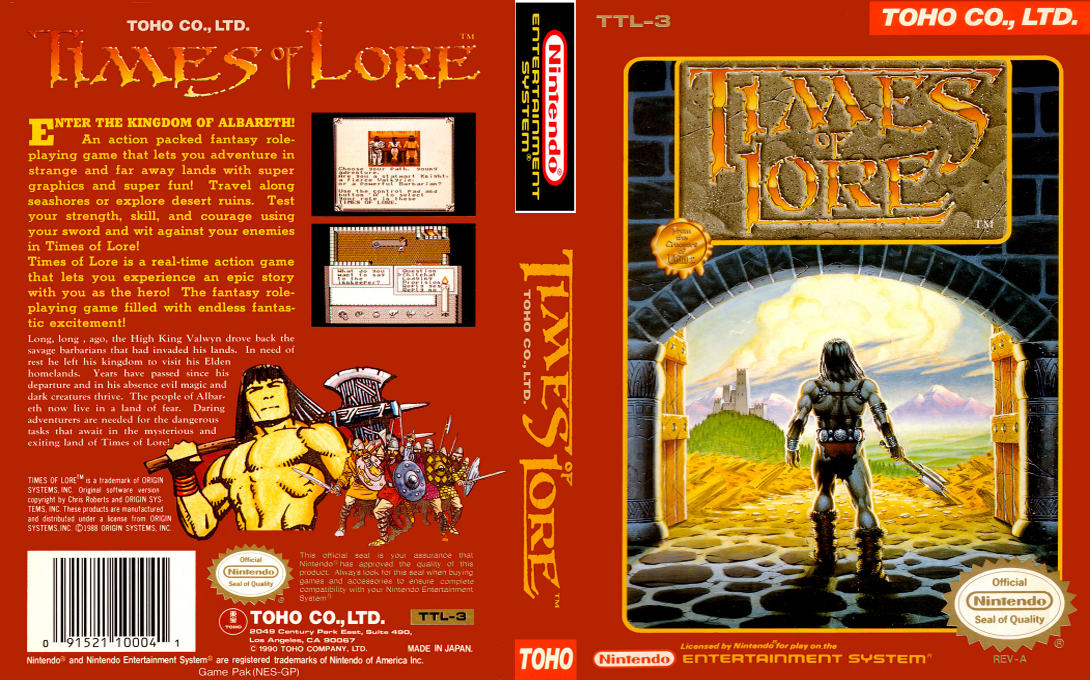 TOHO CO., LTD.
TIMES OF LORE™
ENTER THE KINGDOM OF ALBARETH!
An action packed fantasy role-
playing game that lets you adventure in
strange and far away lands with super
graphics and super fun! Travel along
seashores or explore desert ruins. Test
your strength, skill, and courage using
your sword and wit against your enemies
in Times of Lore!
Times of Lore is a real-time action game
that lets you experience an epic story
with you as the hero! The fantasy role-
playing game filled with endless fantas-
tic excitement!
Long, long , ago, the High King Valwyn drove back the
savage barbarians that had invaded his lands. In need of
rest he left his kingdom to visit his Elden
homelands. Years have passed since his
departure and in his absence evil magic and
dark creatures thrive. The people of Albar-
eth now live in a land of fear. Daring
adventurers are needed for the dangerous
tasks that await in the mysterious and
exiting land of Times of Lore!
TIMES OF LORE™ is a trademark of ORIGIN
SYSTEMS, INC. Original software version
copyright by Chris Roberts and ORIGIN SYS-
TEMS, INC. These products are manufactured
and distributed under a license from ORIGIN
SYSTEMS, INC. ©1988 ORIGIN SYSTEMS, INC.
Choose your path, young
adventurer.
Are you a stalwart Knight,
a fierce Valkyrie,
or a Powerful Barbarian?
Use the control Pad and
button "A" to select
your role in these
TIMES OF LORE.
What do you
want to say
to the
innkeeper?
Question
Chitchat
Lodging
Provision
0 91521 10004 1
Official
Nintendo
Seal of Quality
®
This official seal is your assurance that
Nintendo® has approved the quality of this
product. Always look for this seal when buying
games and accessories to ensure complete
compatibility with your Nintendo Entertainment
System®
東宝
TOHO
TOHO CO., LTD.
TTL-3
2049 Century Park East, Suite 490,
Los Angeles, CA 90067
© 1990 TOHO COMPANY, LTD.
MADE IN JAPAN.
Nintendo® and Nintendo Entertainment System® are registered trademarks of Nintendo of America Inc.
Game Pak (NES-GP)
Nintendo®
ENTERTAINMENT
SYSTEM®
TIMES OF LORE™
TOHO CO., LTD.
TOHO
TTL-3
TOHO CO., LTD.
TIMES
OF
LORE
™
From
the
Creators
of
Ultima
Official
Nintendo
Seal of Quality
®
REV-A
Nintendo
Licensed by Nintendo® for play on the
ENTERTAINMENT SYSTEM®